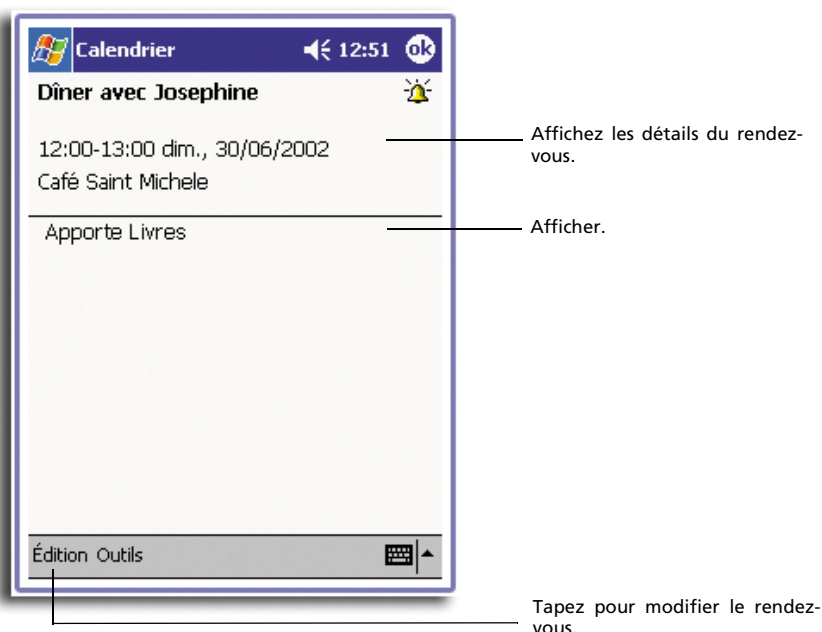 Calendrier 12:51 ok
Dîner avec Josephine
12:00-13:00 dim., 30/06/2002
Café Saint Michele
Affichez les détails du rendez-
vous.
Apporte Livres
Afficher.
Édition Outils
Tapez pour modifier le rendez-
vous.